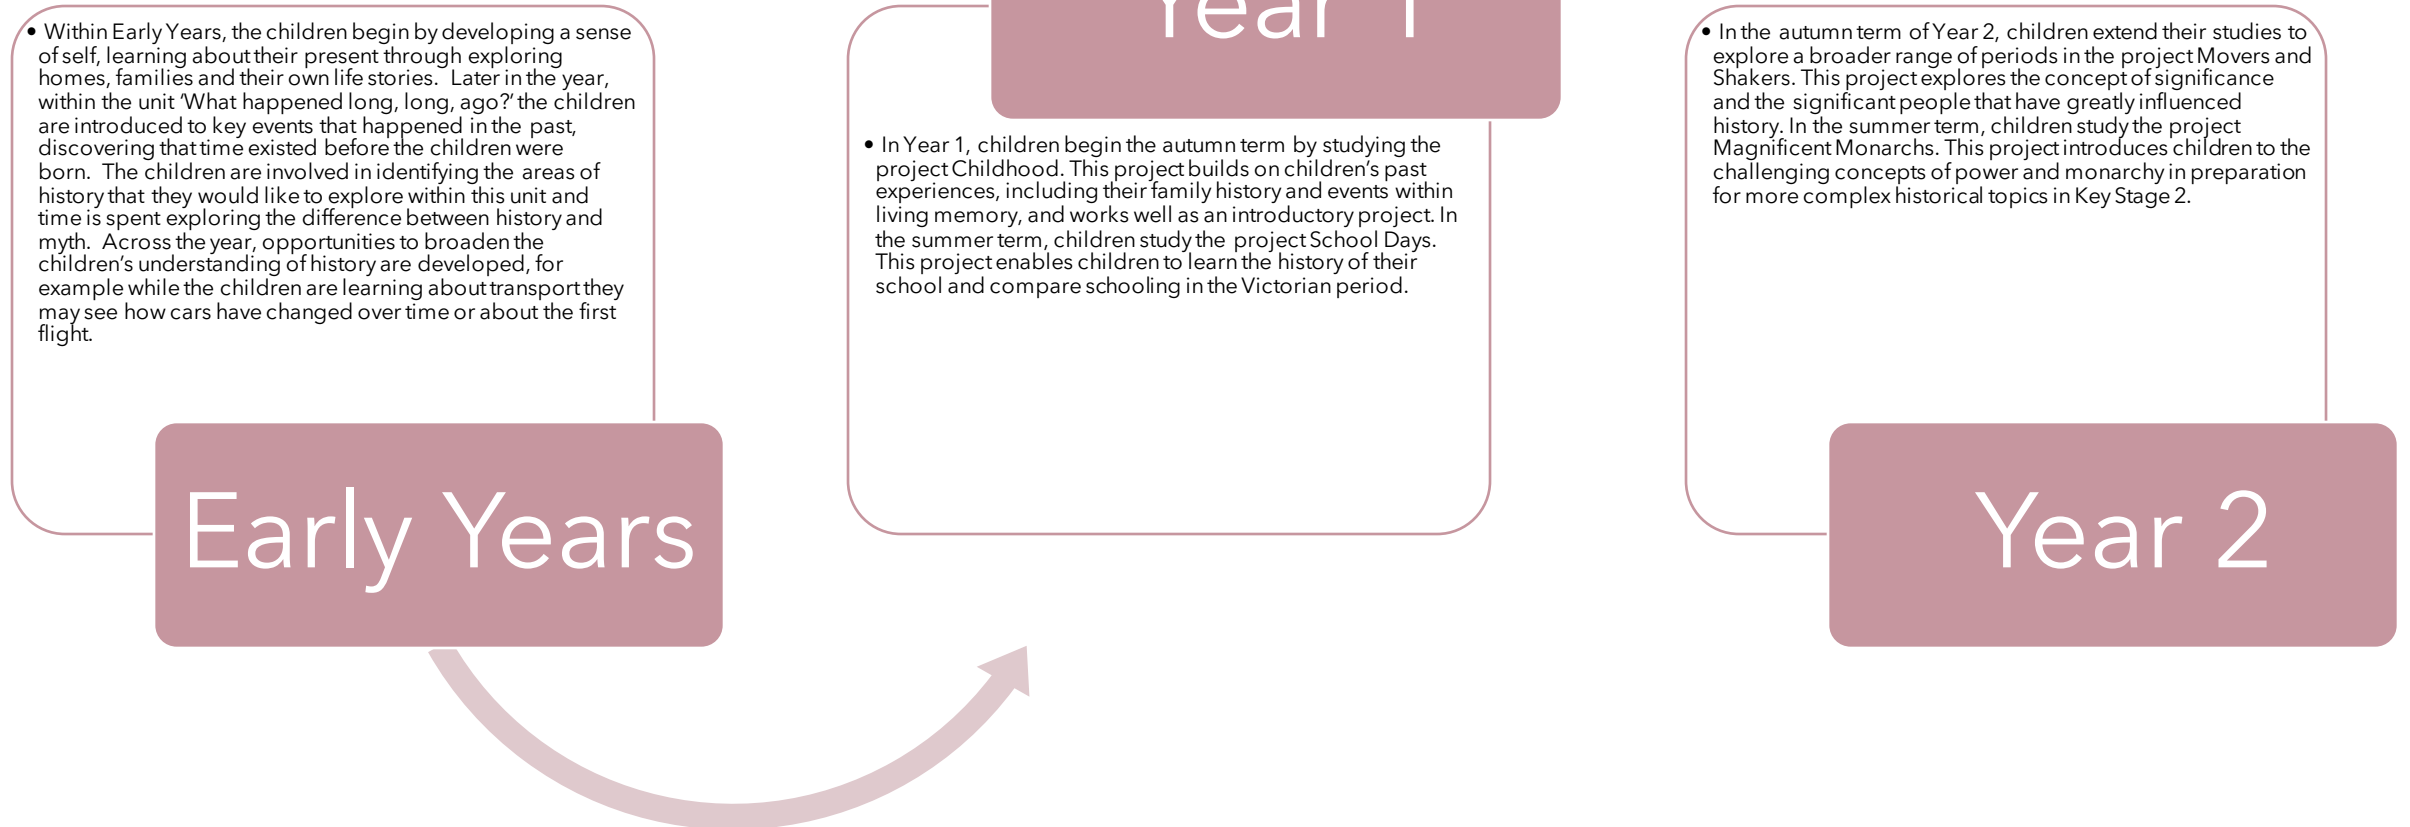 • Within Early Years, the children begin by developing a sense
of self, learning about their present through exploring
homes, families and their own life stories.  Later in the year,
within the unit ‘What happened long, long, ago?’ the children
are introduced to key events that happened in the past,
discovering that time existed before the children were
born.  The children are involved in identifying the areas of
history that they would like to explore within this unit and
time is spent exploring the difference between history and
myth.  Across the year, opportunities to broaden the
children’s understanding of history are developed, for
example while the children are learning about transport they
may see how cars have changed over time or about the first
flight.
Early Years
Year 1
• In Year 1, children begin the autumn term by studying the
project Childhood. This project builds on children’s past
experiences, including their family history and events within
living memory, and works well as an introductory project. In
the summer term, children study the project School Days.
This project enables children to learn the history of their
school and compare schooling in the Victorian period.
• In the autumn term of Year 2, children extend their studies to
explore a broader range of periods in the project Movers and
Shakers. This project explores the concept of significance
and the significant people that have greatly influenced
history. In the summer term, children study the project
Magnificent Monarchs. This project introduces children to the
challenging concepts of power and monarchy in preparation
for more complex historical topics in Key Stage 2.
Year 2